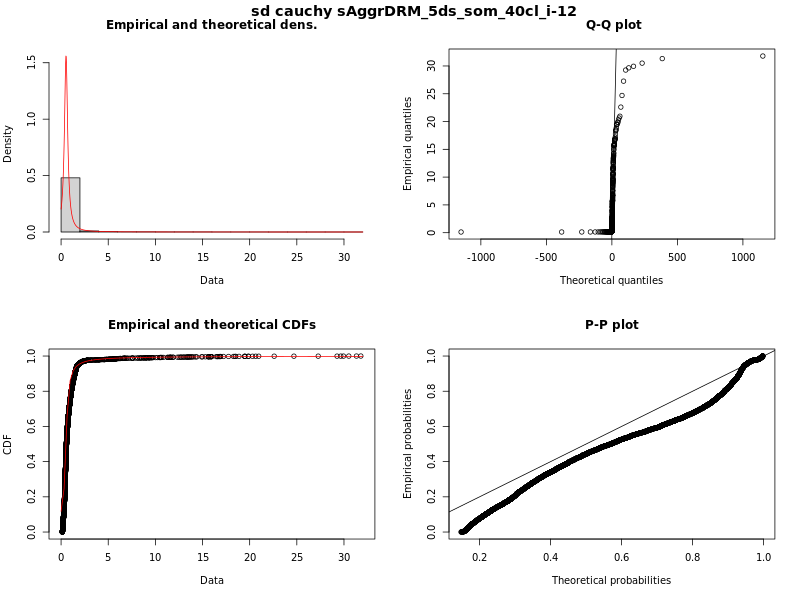 sd cauchy sAggrDRM_5ds_som_40cl_i-12
Empirical and theoretical dens.
Density
0.0 0.5 1.0 1.5
0 5 10 15 20 25 30
Data
Q-Q plot
Empirical quantiles
0 5 10 15 20 25 30
-1000 -500 0 500 1000
Theoretical quantiles
Empirical and theoretical CDFs
CDF
0.0 0.2 0.4 0.6 0.8 1.0
0 5 10 15 20 25 30
Data
P-P plot
Empirical probabilities
0.0 0.2 0.4 0.6 0.8 1.0
0.2 0.4 0.6 0.8 1.0
Theoretical probabilities